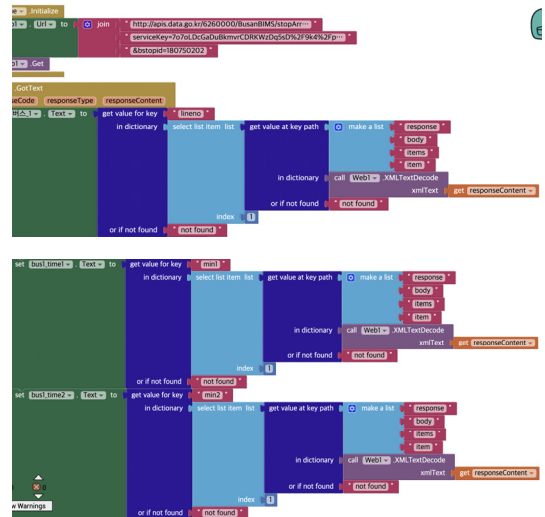 .Initialize
Url to join http://apis.data.go.kr/6260000/BusanBIMS/stopArr···
&bstopid=180750202
.Get
.GotText
responseType responseContent
Text to get value for key lineno
in dictionary select list item list get value at key path make a list response
body
items
item
in dictionary call Web1 .XMLTextDecode
xmlText get responseContent
or if not found not found
index 1
or if not found not found
set bus1_time1 . Text to get value for key min1
in dictionary select list item list get value at key path make a list response
body
items
item
in dictionary call Web1 .XMLTextDecode
xmlText get responseContent
or if not found not found
index 1
or if not found not found
set bus1_time2 . Text to get value for key min2
in dictionary select list item list get value at key path make a list response
body
items
item
in dictionary call Web1 .XMLTextDecode
xmlText get responseContent
or if not found not found
index 1
Warnings
or if not found not found